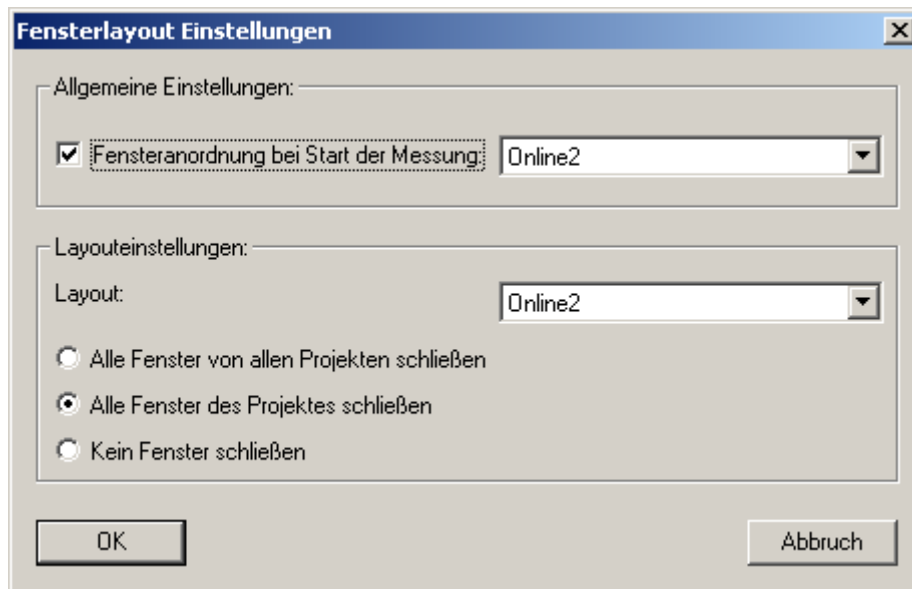 Fensterlayout Einstellungen
Allgemeine Einstellungen:
Fensteranordnung bei Start der Messung: Online2
Layouteinstellungen:
Layout: Online2
Alle Fenster von allen Projekten schließen
Alle Fenster des Projektes schließen
Kein Fenster schließen
OK Abbruch